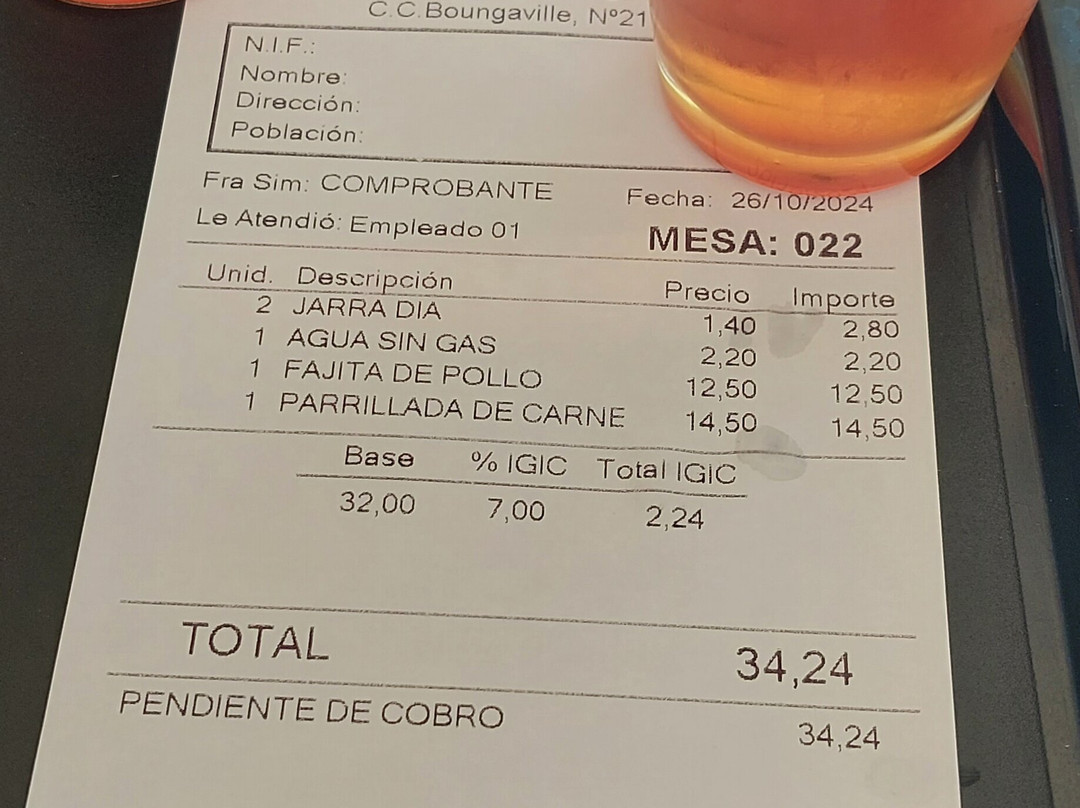 C.C.Boungaville, Nº21
N.I.F.:
Nombre:
Dirección:
Población:
Fra Sim: COMPROBANTE Fecha: 26/10/2024
Le Atendió: Empleado 01 MESA: 022
Unid. Descripción Precio Importe
2 JARRA DIA 1,40 2,80
1 AGUA SIN GAS 2,20 2,20
1 FAJITA DE POLLO 12,50 12,50
1 PARRILLADA DE CARNE 14,50 14,50
Base % IGIC Total IGIC
32,00 7,00 2,24
TOTAL 34,24
PENDIENTE DE COBRO 34,24